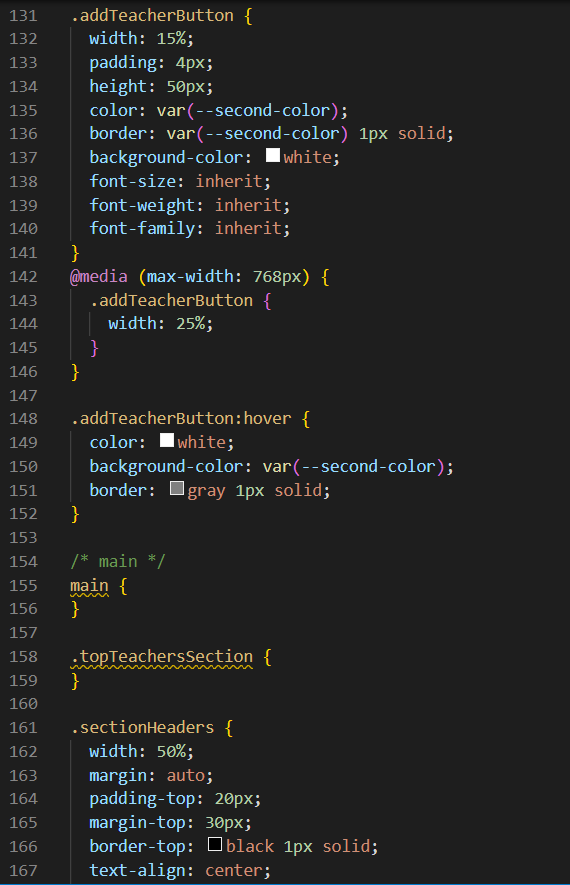 131 .addTeacherButton {
132 width: 15%;
133 padding: 4px;
134 height: 50px;
135 color: var(--second-color);
136 border: var(--second-color) 1px solid;
137 background-color: white;
138 font-size: inherit;
139 font-weight: inherit;
140 font-family: inherit;
141 }
142 @media (max-width: 768px) {
143 .addTeacherButton {
144 width: 25%;
145 }
146 }
147
148 .addTeacherButton:hover {
149 color: white;
150 background-color: var(--second-color);
151 border: gray 1px solid;
152 }
153
154 /* main */
155 main {
156 }
157
158 .topTeachersSection {
159 }
160
161 .sectionHeaders {
162 width: 50%;
163 margin: auto;
164 padding-top: 20px;
165 margin-top: 30px;
166 border-top: black 1px solid;
167 text-align: center;